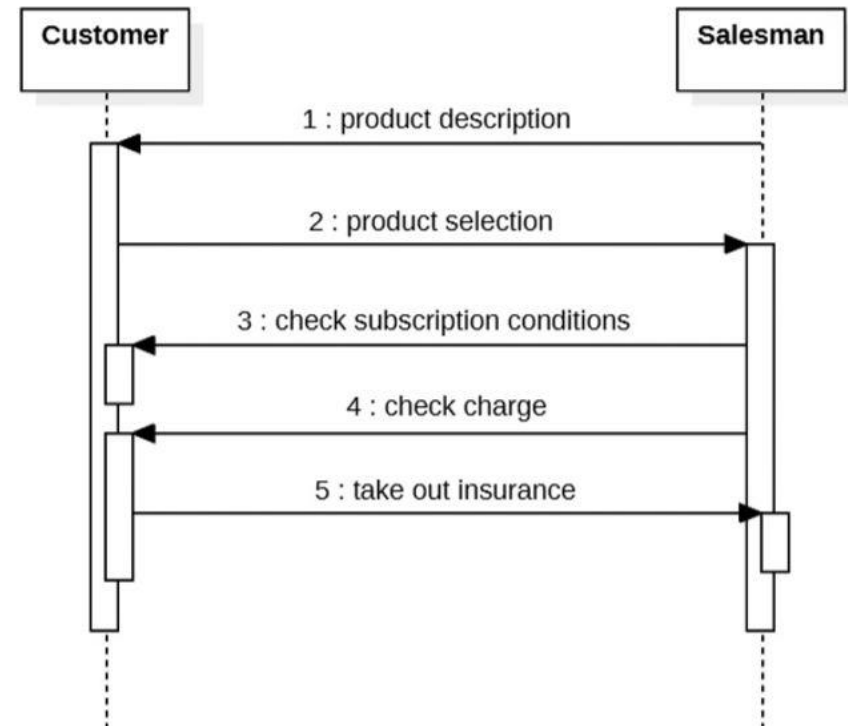 Customer
Salesman
1 : product description
2 : product selection
3 : check subscription conditions
4 : check charge
5 : take out insurance